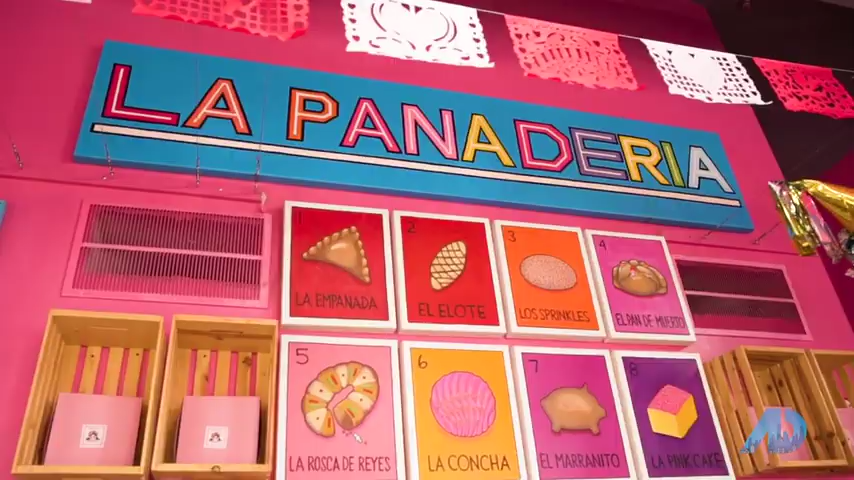 LA PANADERIA
1
LA EMPANADA
2
EL ELOTE
3
LOS SPRINKLES
4
EL PAN DE MUERTO
5
LA ROSCA DE REYES
6
LA CONCHA
7
EL MARRANITO
8
LA PINK CAKE